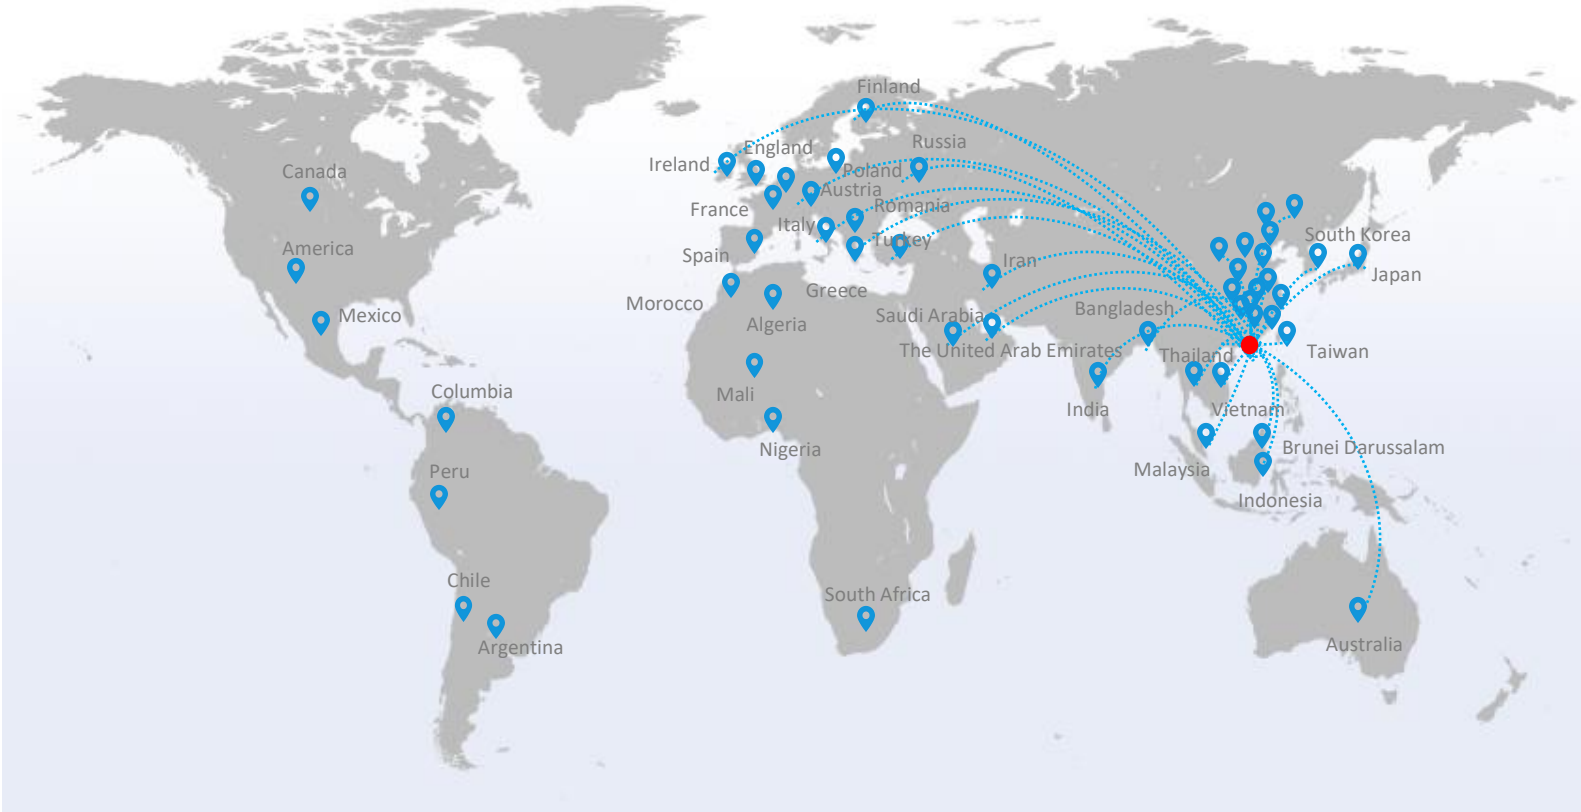 Finland
Russia
England
Ireland
Poland
Canada
Austria
France
Romania
Italy
Turkey
South Korea
America
Spain
Iran
Japan
Greece
Morocco
Saudi Arabia
Bangladesh
Mexico
Algeria
The United Arab Emirates
Thailand
Taiwan
Columbia
Mali
India
Vietnam
Nigeria
Brunei Darussalam
Peru
Malaysia
Indonesia
Chile
South Africa
Argentina
Australia